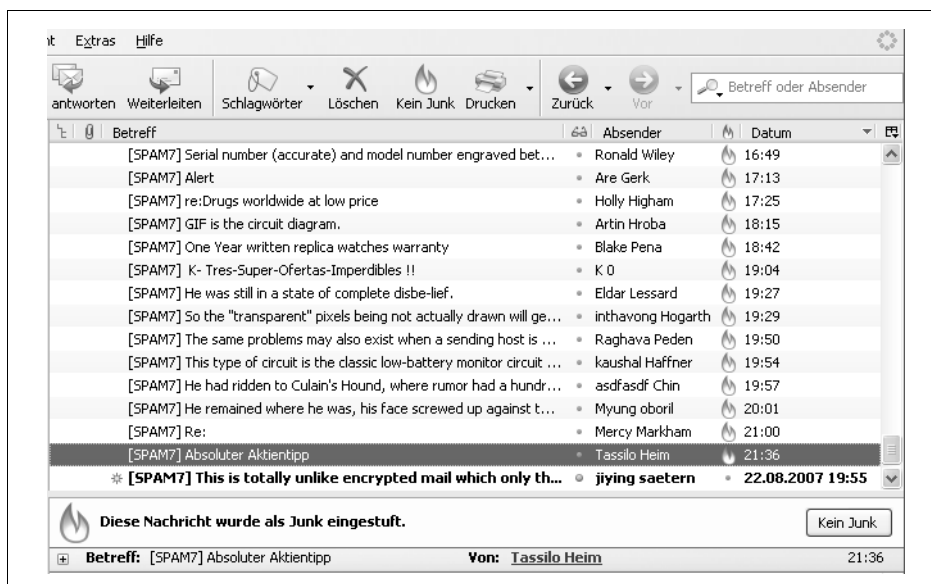 ht Extras Hilfe
antworten Weiterleiten Schlagwörter Löschen Kein Junk Drucken Zurück Vor Betreff oder Absender
Betreff Absender Datum
[SPAM7] Serial number (accurate) and model number engraved bet... Ronald Wiley 16:49
[SPAM7] Alert Are Gerk 17:13
[SPAM7] re:Drugs worldwide at low price Holly Higham 17:25
[SPAM7] GIF is the circuit diagram. Artin Hroba 18:15
[SPAM7] One Year written replica watches warranty Blake Pena 18:42
[SPAM7] K- Tres-Super-Ofertas-Imperdibles !! K 0 19:04
[SPAM7] He was still in a state of complete disbe-lief. Eldar Lessard 19:27
[SPAM7] So the "transparent" pixels being not actually drawn will ge... inthavong Hogarth 19:29
[SPAM7] The same problems may also exist when a sending host is ... Raghava Peden 19:50
[SPAM7] This type of circuit is the classic low-battery monitor circuit ... kaushal Haffner 19:54
[SPAM7] He had ridden to Culain's Hound, where rumor had a hundr... asdfasdf Chin 19:57
[SPAM7] He remained where he was, his face screwed up against t... Myung oboril 20:01
[SPAM7] Re: Mercy Markham 21:00
[SPAM7] Absoluter Aktientipp Tassilo Heim 21:36
[SPAM7] This is totally unlike encrypted mail which only th... jiying saetern 22.08.2007 19:55
Diese Nachricht wurde als Junk eingestuft. Kein Junk
Betreff: [SPAM7] Absoluter Aktientipp Von: Tassilo Heim 21:36